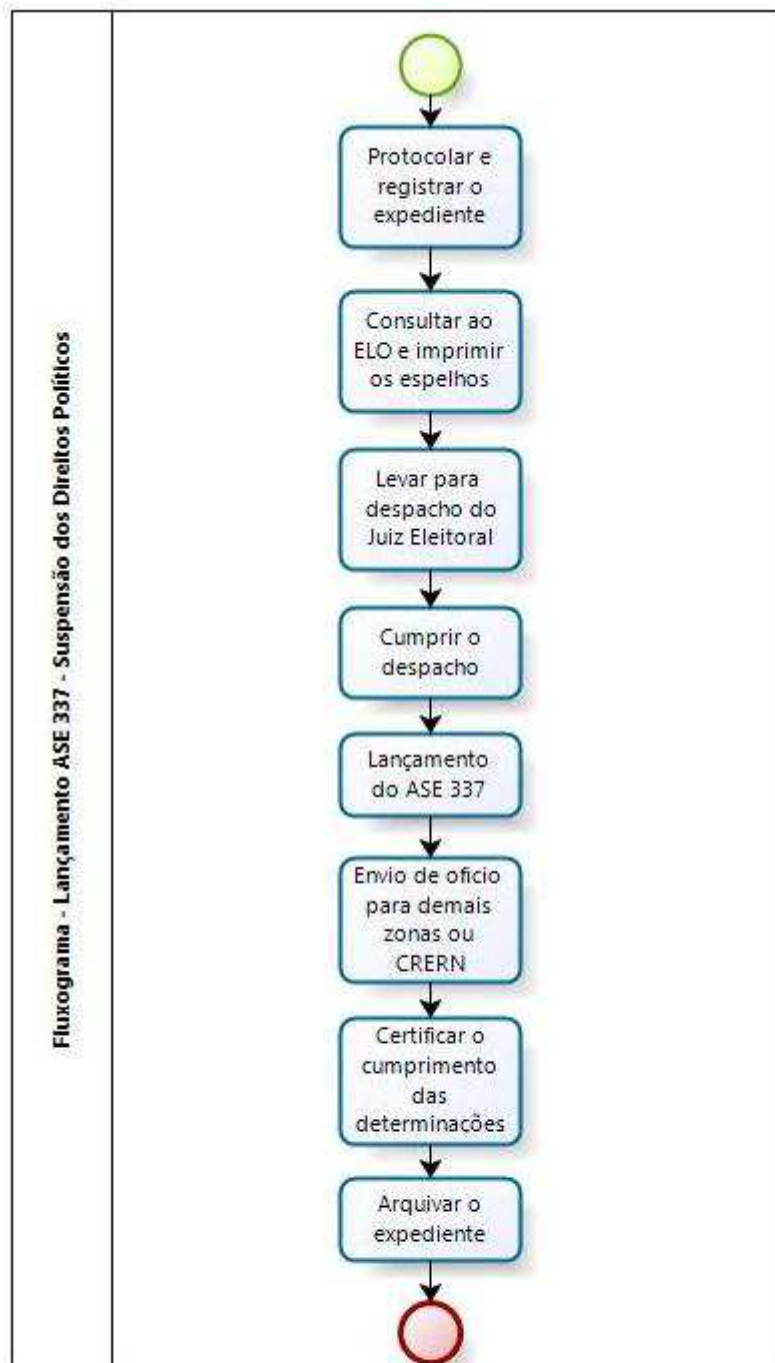 Fluxograma - Lançamento ASE 337 - Suspensão dos Direitos Políticos
Protocolar e
registrar o
expediente
Consultar ao
ELO e imprimir
os espelhos
Levar para
despacho do
Juiz Eleitoral
Cumprir o
despacho
Lançamento
do ASE 337
Envio de oficio
para demais
zonas ou
CRERN
Certificar o
cumprimento
das
determinações
Arquivar o
expediente